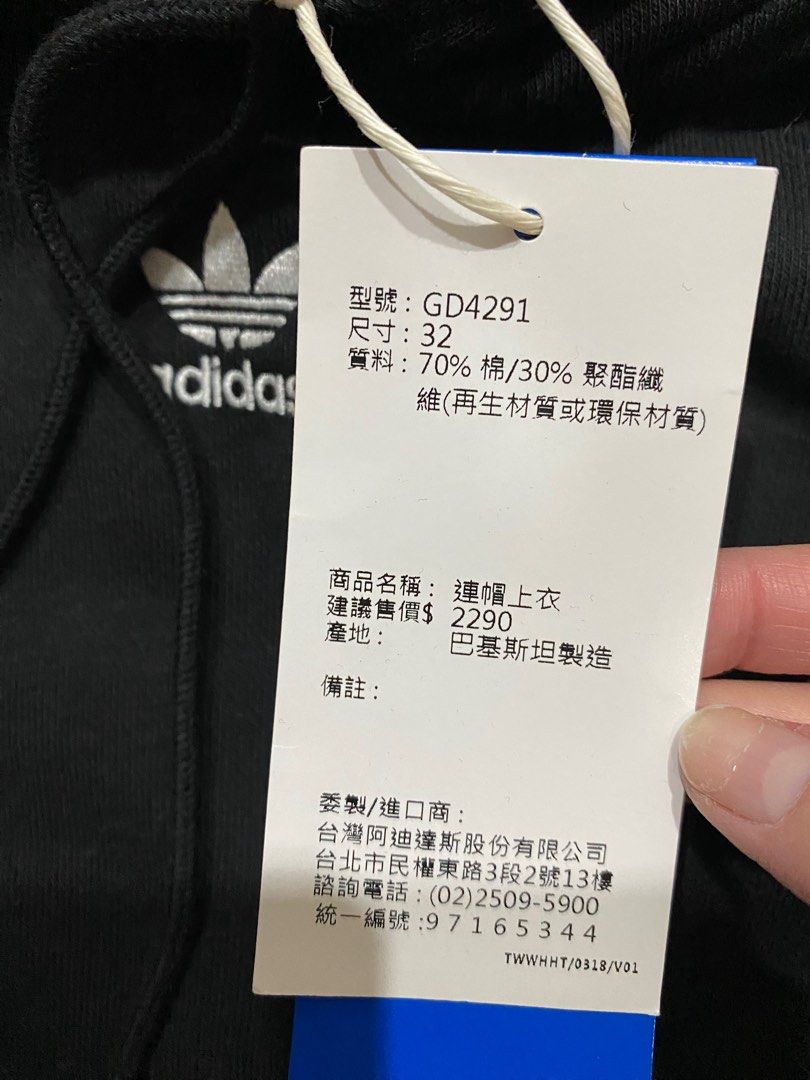 adidas
型號：GD4291
尺寸：32
質料：70% 棉/30% 聚酯纖
維(再生材質或環保材質)
商品名稱： 連帽上衣
建議售價$ 2290
產地： 巴基斯坦製造
備註：
委製/進口商：
台灣阿迪達斯股份有限公司
台北市民權東路3段2號13樓
諮詢電話：(02)2509-5900
統一編號:97165344
TWWHHT/0318/V01